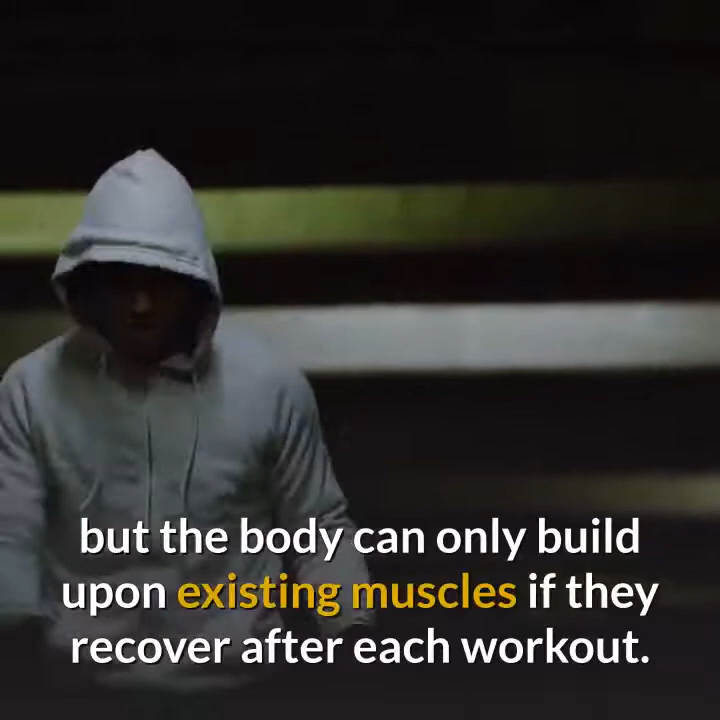 but the body can only build
upon existing muscles if they
recover after each workout.